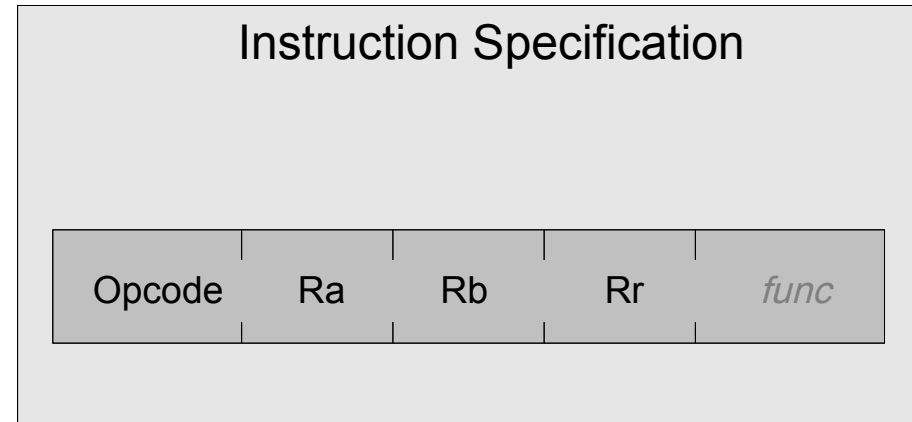 Instruction Specification
Opcode Ra Rb Rr func